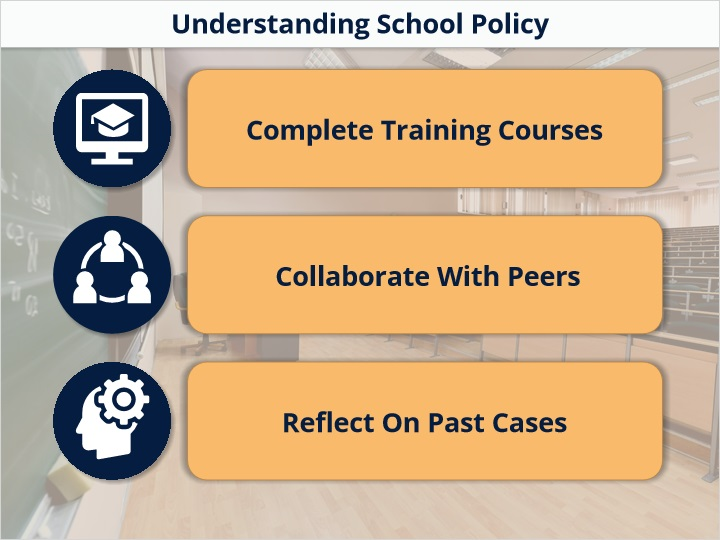 Understanding School Policy
Complete Training Courses
Collaborate With Peers
Reflect On Past Cases